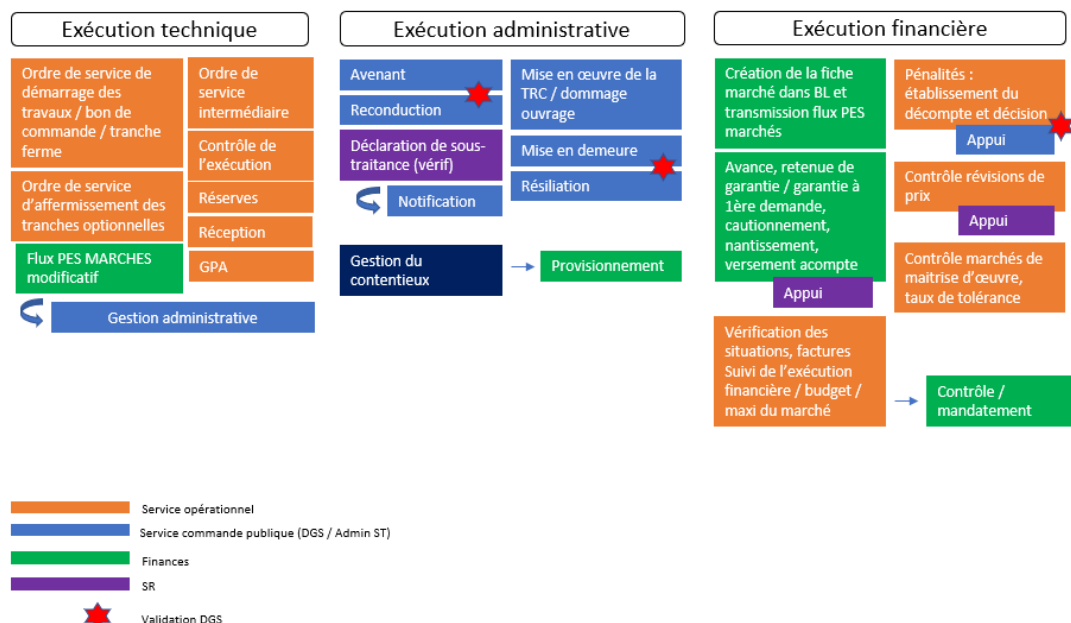 Exécution technique
Ordre de service de
démarrage des
travaux / bon de
commande / tranche
ferme
Ordre de service
d'affermissement des
tranches optionnelles
Flux PES MARCHES
modificatif
Ordre de
service
intermédiaire
Contrôle de
l'exécution
Réserves
Réception
GPA
Gestion administrative
Exécution administrative
Avenant
Reconduction
Déclaration de sous-
traitance (vérif)
Notification
Mise en œuvre de la
TRC / dommage
ouvrage
Mise en demeure
Résiliation
Gestion du
contentieux
Provisionnement
Exécution financière
Création de la fiche
marché dans BL et
transmission flux PES
marchés
Avance, retenue de
garantie / garantie à
1ère demande,
cautionnement,
nantissement,
versement acompte
Appui
Vérification des
situations, factures
Suivi de l'exécution
financière / budget /
maxi du marché
Pénalités :
établissement du
décompte et décision
Appui
Contrôle révisions de
prix
Appui
Contrôle marchés de
maitrise d'œuvre,
taux de tolérance
Contrôle /
mandatement
Service opérationnel
Service commande publique (DGS / Admin ST)
Finances
SR
Validation DGS